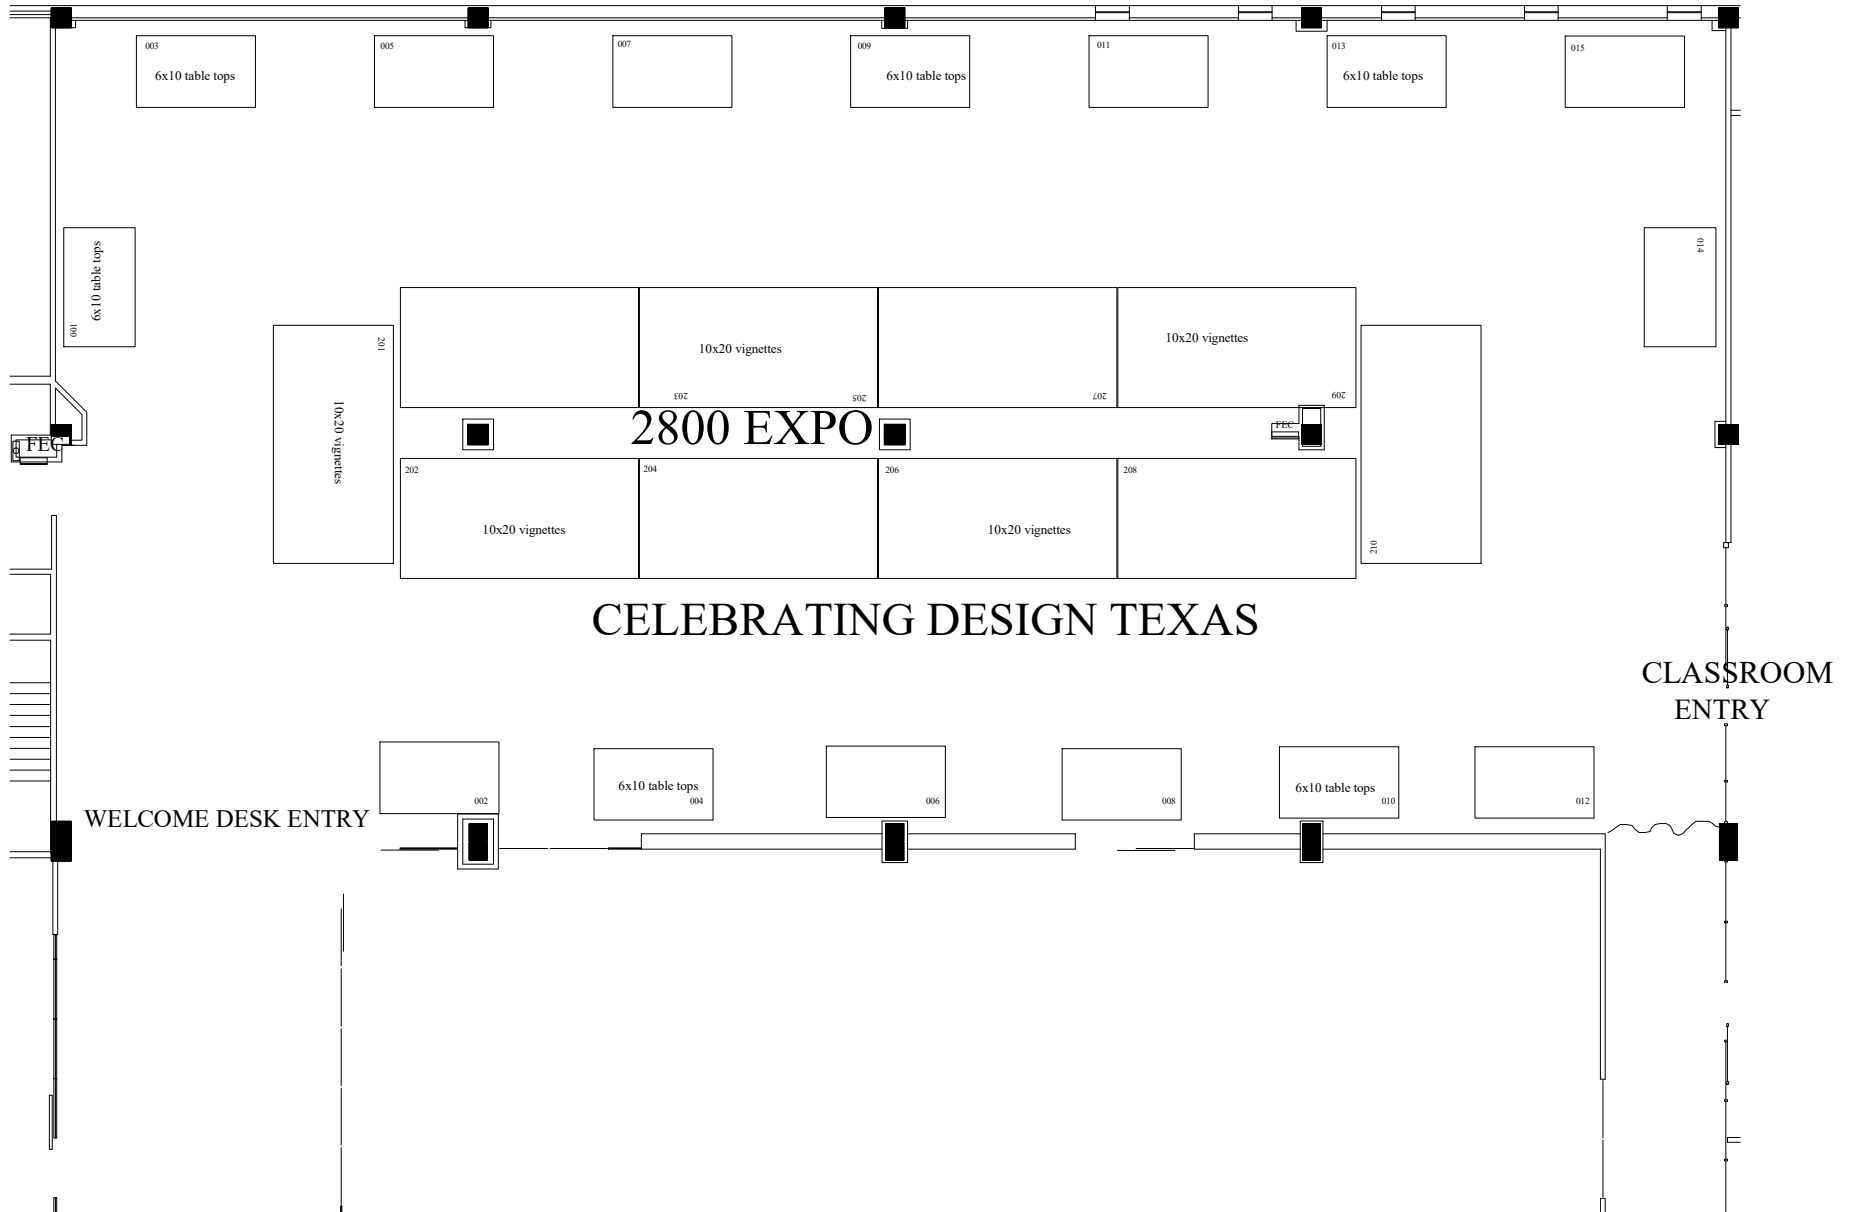 003
6x10 table tops
005
007
009
6x10 table tops
011
013
6x10 table tops
015
6x10 table tops
001
014
201
10x20 vignettes
10x20 vignettes
203
205
207
10x20 vignettes
209
2800 EXPO
FEC
FEC
202
10x20 vignettes
204
206
10x20 vignettes
208
210
CELEBRATING DESIGN TEXAS
CLASSROOM
ENTRY
002
6x10 table tops
004
006
008
6x10 table tops
010
012
WELCOME DESK ENTRY